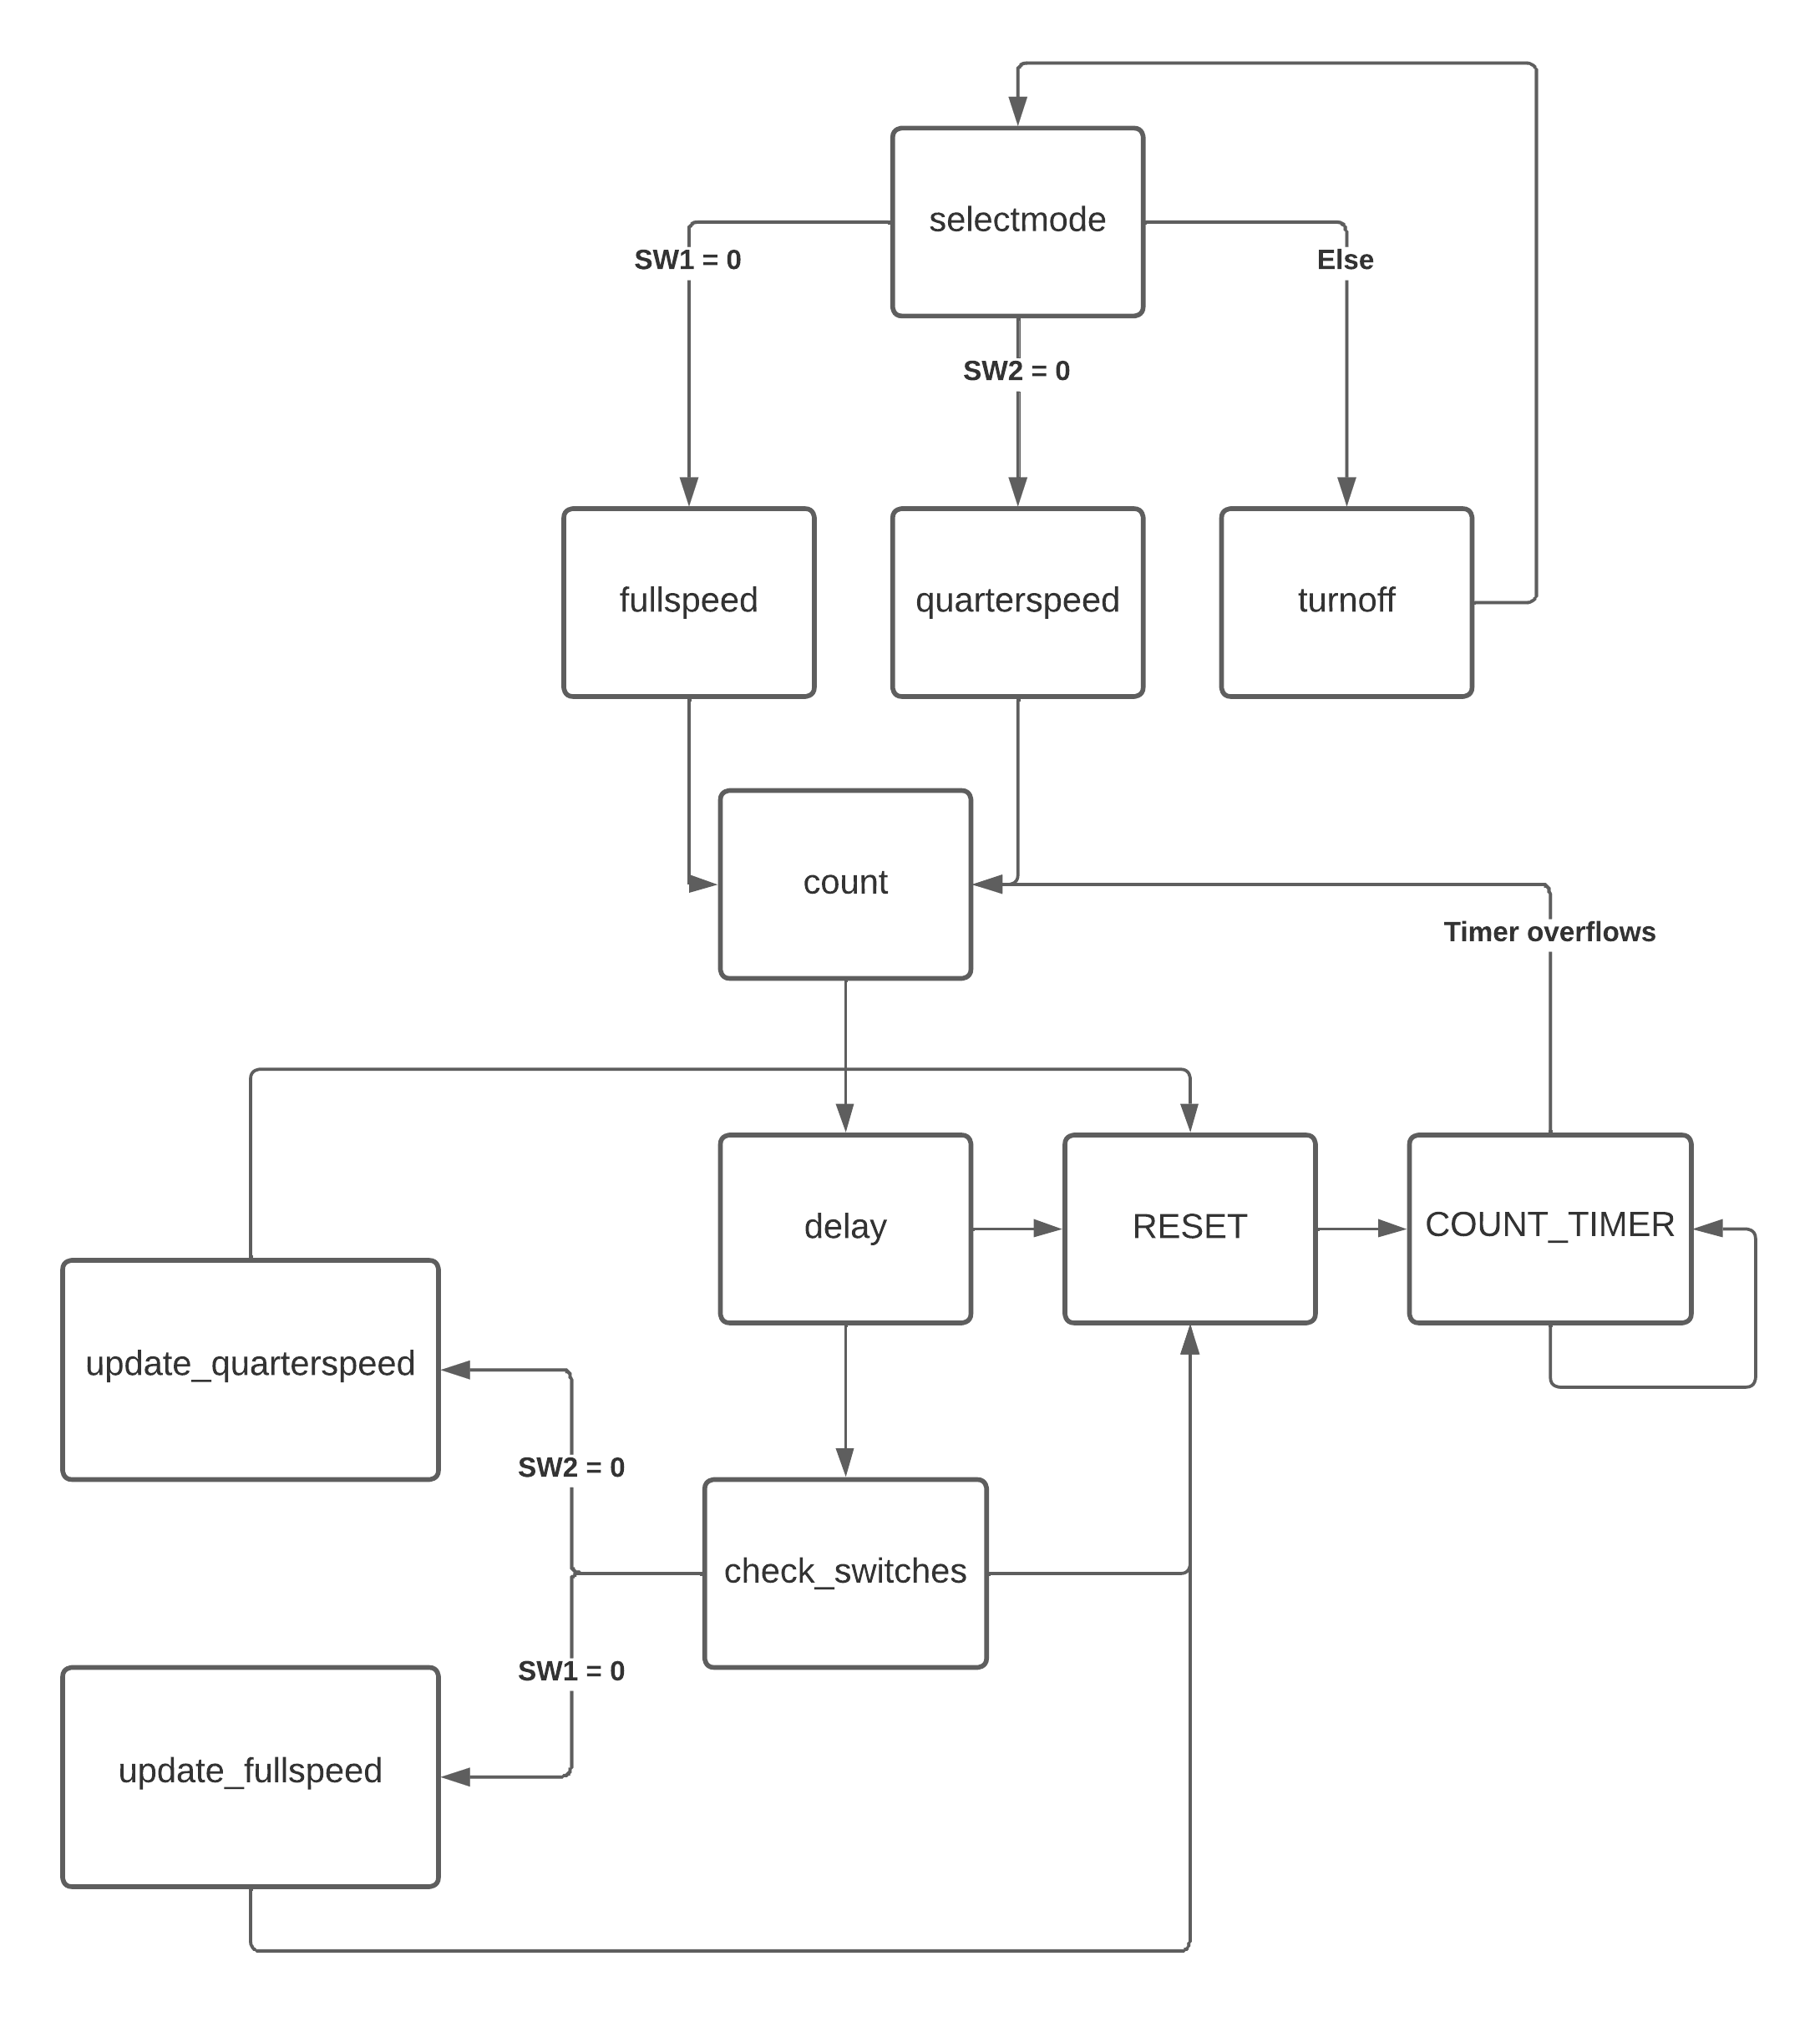 selectmode
SW1 = 0
Else
SW2 = 0
fullspeed
quarterspeed
turnoff
count
Timer overflows
delay
RESET
COUNT_TIMER
update_quarterspeed
SW2 = 0
check_switches
SW1 = 0
update_fullspeed